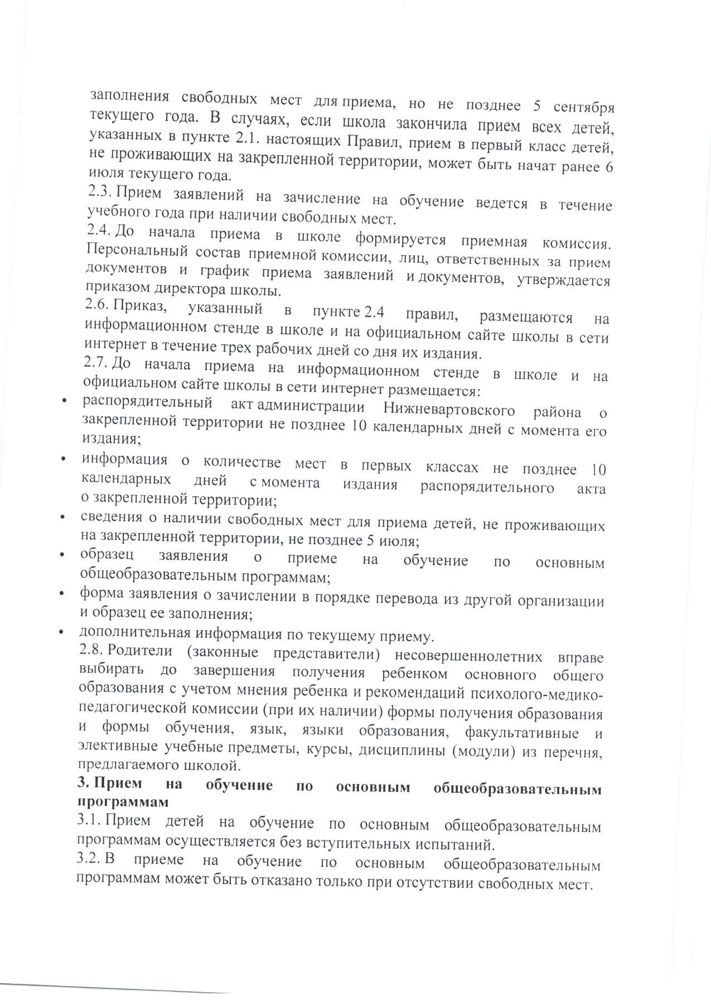 заполнения свободных мест для приема, но не позднее 5 сентября
текущего года. В случаях, если школа закончила прием всех детей,
указанных в пункте 2.1. настоящих Правил, прием в первый класс детей,
не проживающих на закрепленной территории, может быть начат ранее 6
июля текущего года.
2.3. Прием заявлений на зачисление на обучение ведется в течение
учебного года при наличии свободных мест.
2.4. До начала приема в школе формируется приемная комиссия.
Персональный состав приемной комиссии, лиц, ответственных за прием
документов и график приема заявлений и документов, утверждается
приказом директора школы.
2.6. Приказ, указанный в пункте 2.4 правил, размещаются на
информационном стенде в школе и на официальном сайте школы в сети
интернет в течение трех рабочих дней со дня их издания.
2.7. До начала приема на информационном стенде в школе и на
официальном сайте школы в сети интернет размещается:
• распорядительный акт администрации Нижневартовского района о
закрепленной территории не позднее 10 календарных дней с момента его
издания;
• информация о количестве мест в первых классах не позднее 10
календарных дней с момента издания распорядительного акта
о закрепленной территории;
• сведения о наличии свободных мест для приема детей, не проживающих
на закрепленной территории, не позднее 5 июля;
• образец заявления о приеме на обучение по основным
общеобразовательным программам;
• форма заявления о зачислении в порядке перевода из другой организации
и образец ее заполнения;
• дополнительная информация по текущему приему.
2.8. Родители (законные представители) несовершеннолетних вправе
выбирать до завершения получения ребенком основного общего
образования с учетом мнения ребенка и рекомендаций психолого-медико-
педагогической комиссии (при их наличии) формы получения образования
и формы обучения, язык, языки образования, факультативные и
элективные учебные предметы, курсы, дисциплины (модули) из перечня,
предлагаемого школой.
3. Прием на обучение по основным общеобразовательным
программам
3.1. Прием детей на обучение по основным общеобразовательным
программам осуществляется без вступительных испытаний.
3.2. В приеме на обучение по основным общеобразовательным
программам может быть отказано только при отсутствии свободных мест.